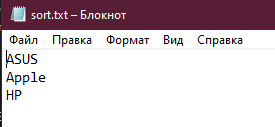 sort.txt – Блокнот
Файл Правка Формат Вид Справка
ASUS
Apple
HP